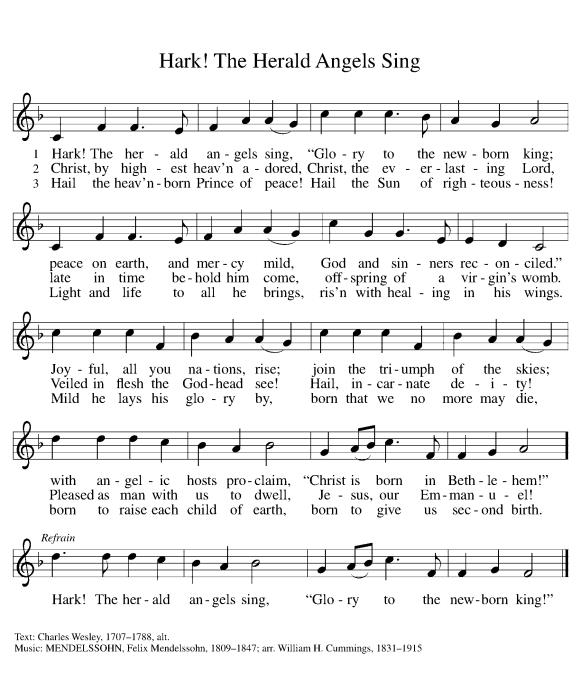 Hark! The Herald Angels Sing
1 Hark! The her - ald an - gels sing, “Glo - ry to the new - born king;
2 Christ, by high - est heav’n a - dored, Christ, the ev - er - last - ing Lord,
3 Hail the heav’n - born Prince of peace! Hail the Sun of righ - teous - ness!
peace on earth, and mer - cy mild, God and sin - ners rec - on - ciled.”
late in time be - hold him come, off - spring of a vir - gin’s womb.
Light and life to all he brings, ris’n with heal - ing in his wings.
Joy - ful, all you na - tions, rise; join the tri - umph of the skies;
Veiled in flesh the God - head see! Hail, in - car - nate de - i - ty!
Mild he lays his glo - ry by, born that we no more may die,
with an - gel - ic hosts pro - claim, “Christ is born in Beth - le - hem!”
Pleased as man with us to dwell, Je - sus, our Em - man - u - el!
born to raise each child of earth, born to give us sec - ond birth.
Refrain
Hark! The her - ald an - gels sing, “Glo - ry to the new - born king!”
Text: Charles Wesley, 1707–1788, alt.
Music: MENDELSSOHN, Felix Mendelssohn, 1809–1847; arr. William H. Cummings, 1831–1915